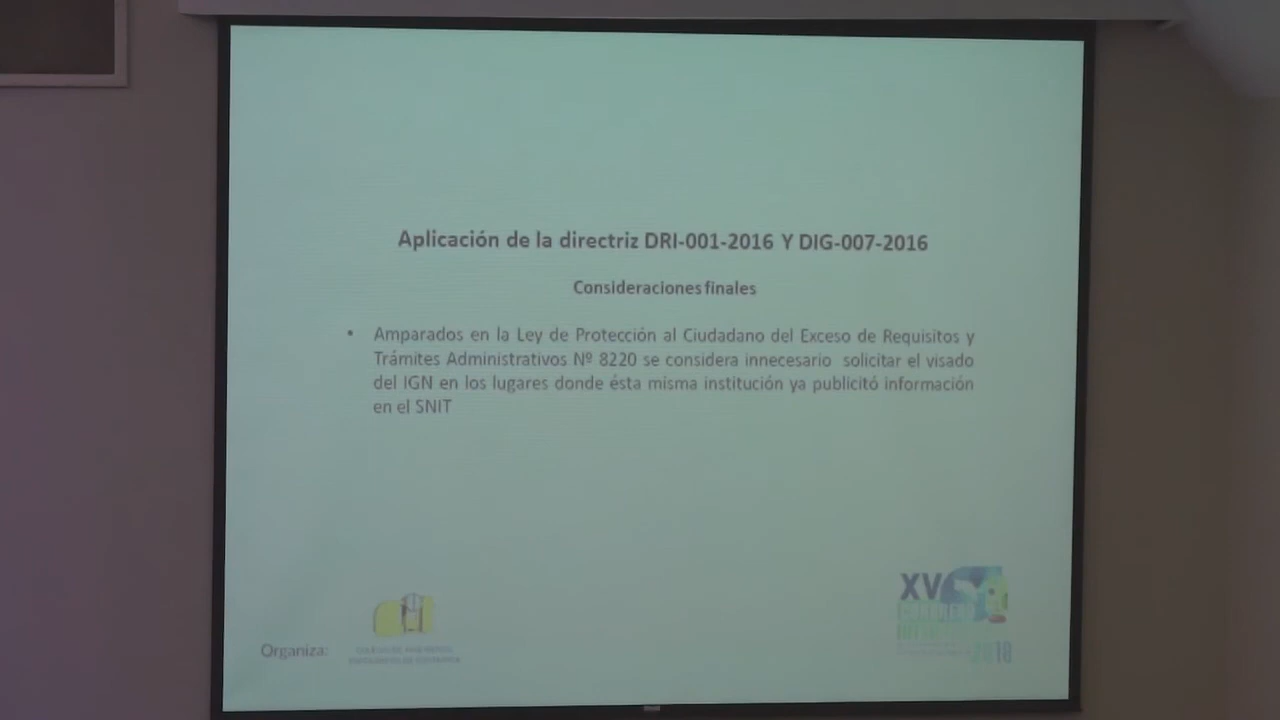 Aplicación de la directriz DRI-001-2016 Y DIG-007-2016
Consideraciones finales
• Amparados en la Ley de Protección al Ciudadano del Exceso de Requisitos y
Trámites Administrativos Nº 8220 se considera innecesario solicitar el visado
del IGN en los lugares donde ésta misma institución ya publicitó información
en el SNIT
Organiza:
XV
CONGRESO
2018